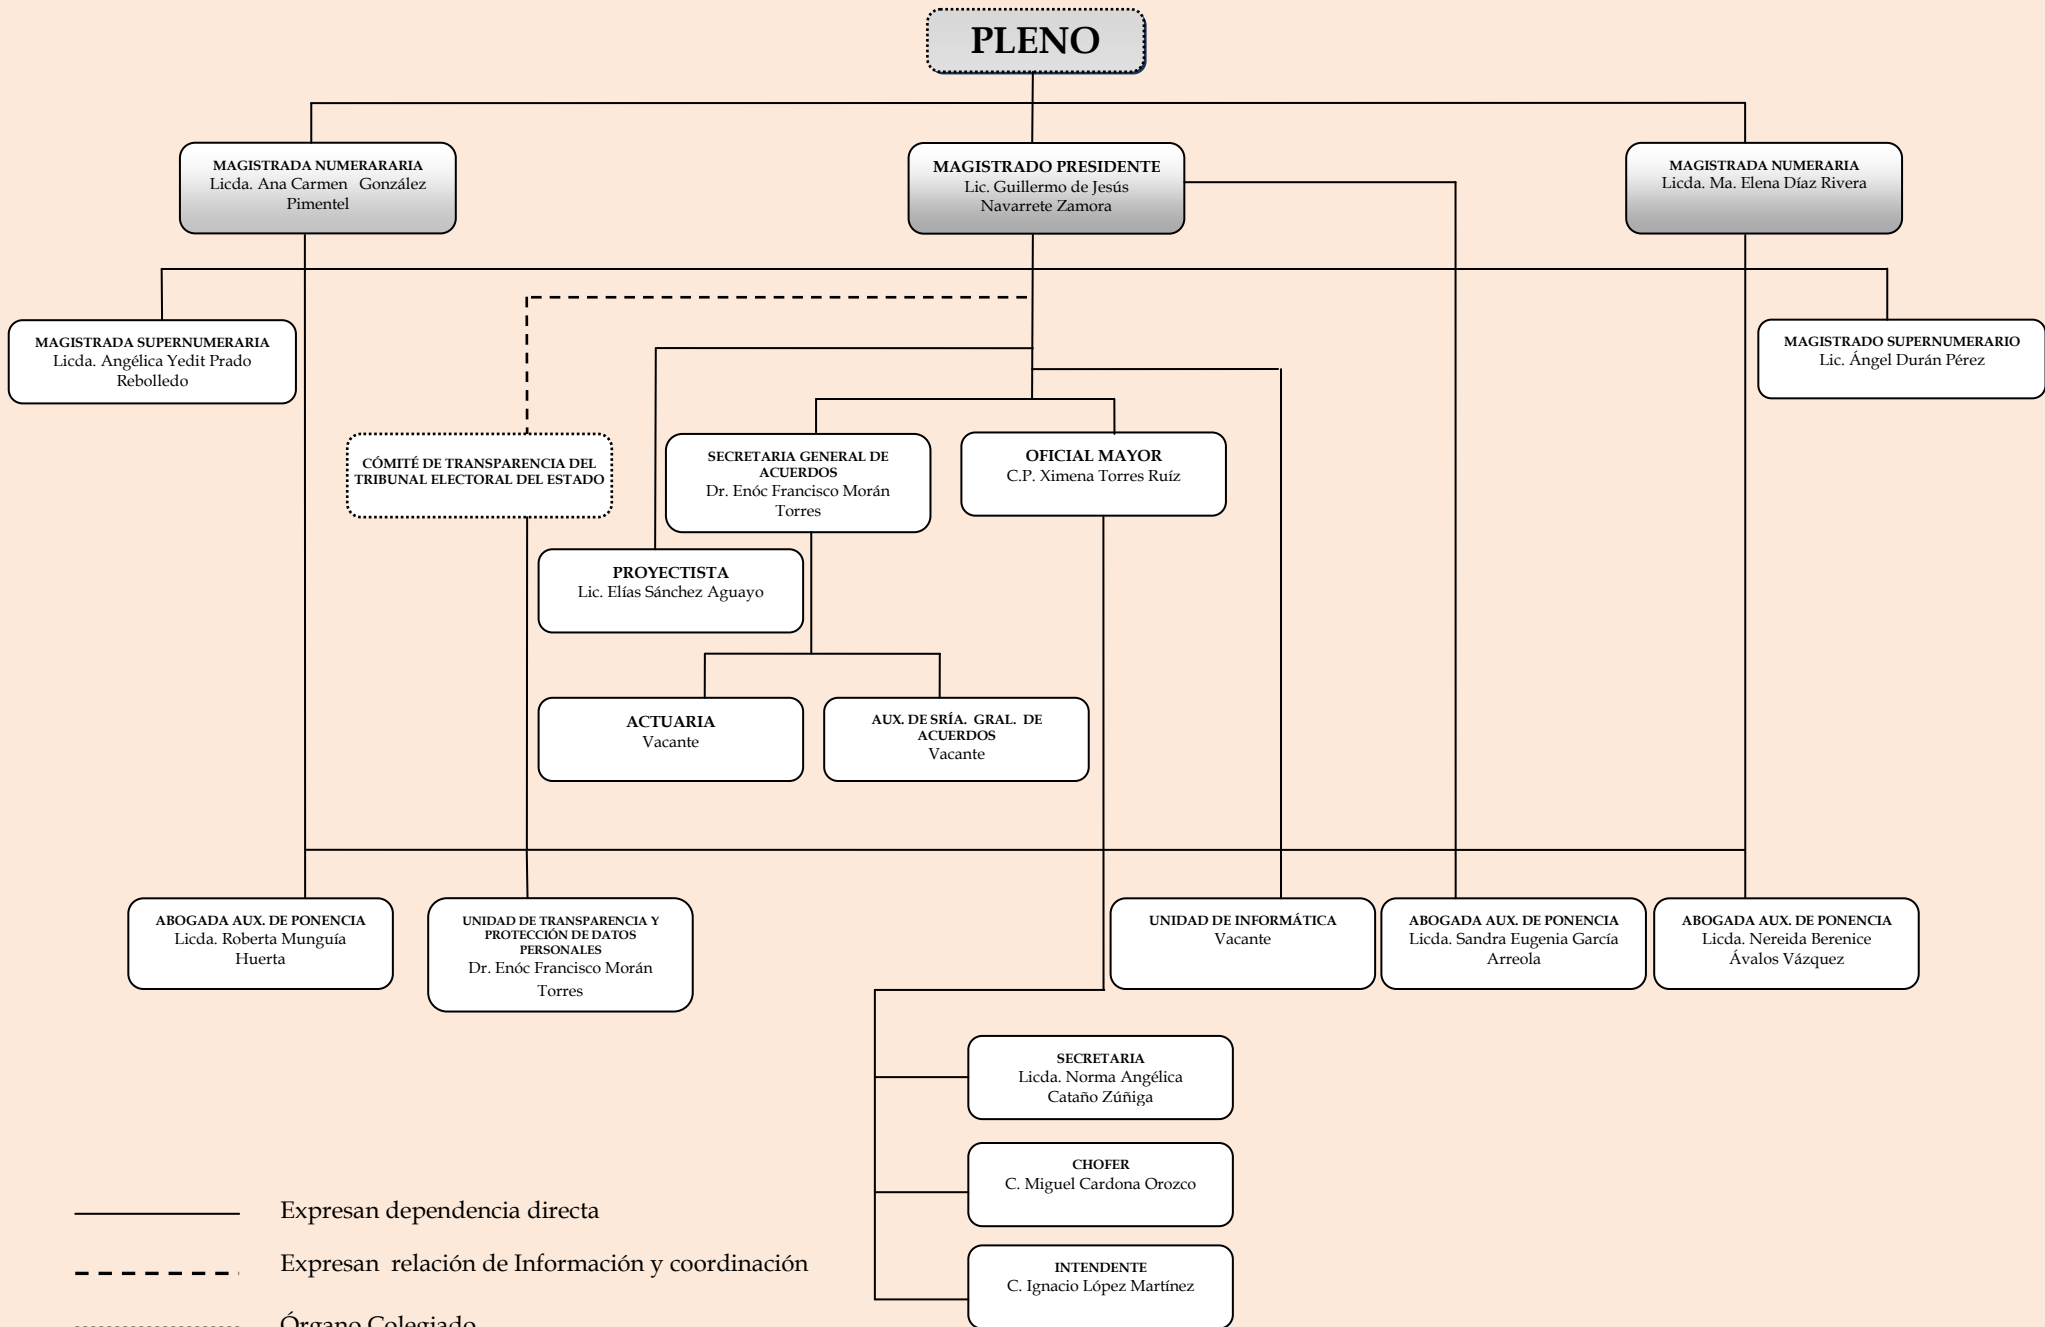 PLENO
MAGISTRADA NUMERARARIA
Licda. Ana Carmen González
Pimentel
MAGISTRADO PRESIDENTE
Lic. Guillermo de Jesús
Navarrete Zamora
MAGISTRADA NUMERARIA
Licda. Ma. Elena Díaz Rivera
MAGISTRADA SUPERNUMERARIA
Licda. Angélica Yedit Prado
Rebolledo
MAGISTRADO SUPERNUMERARIO
Lic. Ángel Durán Pérez
CÓMITÉ DE TRANSPARENCIA DEL
TRIBUNAL ELECTORAL DEL ESTADO
SECRETARIA GENERAL DE
ACUERDOS
Dr. Enóc Francisco Morán
Torres
OFICIAL MAYOR
C.P. Ximena Torres Ruíz
PROYECTISTA
Lic. Elías Sánchez Aguayo
ACTUARIA
Vacante
AUX. DE SRÍA. GRAL. DE
ACUERDOS
Vacante
ABOGADA AUX. DE PONENCIA
Licda. Roberta Munguía
Huerta
UNIDAD DE TRANSPARENCIA Y
PROTECCIÓN DE DATOS
PERSONALES
Dr. Enóc Francisco Morán
Torres
UNIDAD DE INFORMÁTICA
Vacante
ABOGADA AUX. DE PONENCIA
Licda. Sandra Eugenia García
Arreola
ABOGADA AUX. DE PONENCIA
Licda. Nereida Berenice
Ávalos Vázquez
SECRETARIA
Licda. Norma Angélica
Cataño Zúñiga
CHOFER
C. Miguel Cardona Orozco
INTENDENTE
C. Ignacio López Martínez
Expresan dependencia directa
Expresan relación de Información y coordinación
Órgano Colegiado